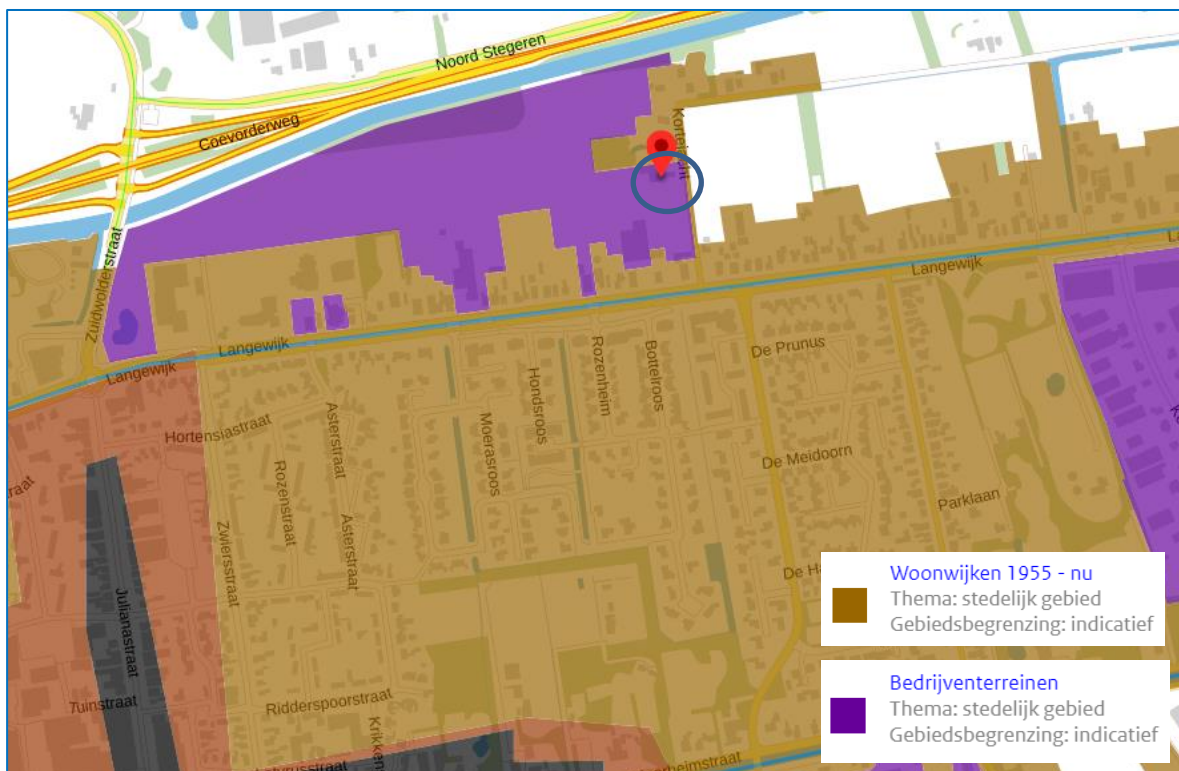 Noord Stegeren
Coevorderweg
Zuidwolderstraat
Langewijk
Langewijk
Langewijk
De Prunus
Bottelroos
Rozenheim
Hondsroos
Moerasroos
Hortensiastraat
Asterstraat
Rozenstraat
Asterstraat
De Meidoorn
Parklaan
Zwiersstraat
Julianastraat
Tuinstraat
Ridderspoorstraat
Woonwijken 1955 - nu
Thema: stedelijk gebied
Gebiedsbegrenzing: indicatief
Bedrijventerreinen
Thema: stedelijk gebied
Gebiedsbegrenzing: indicatief